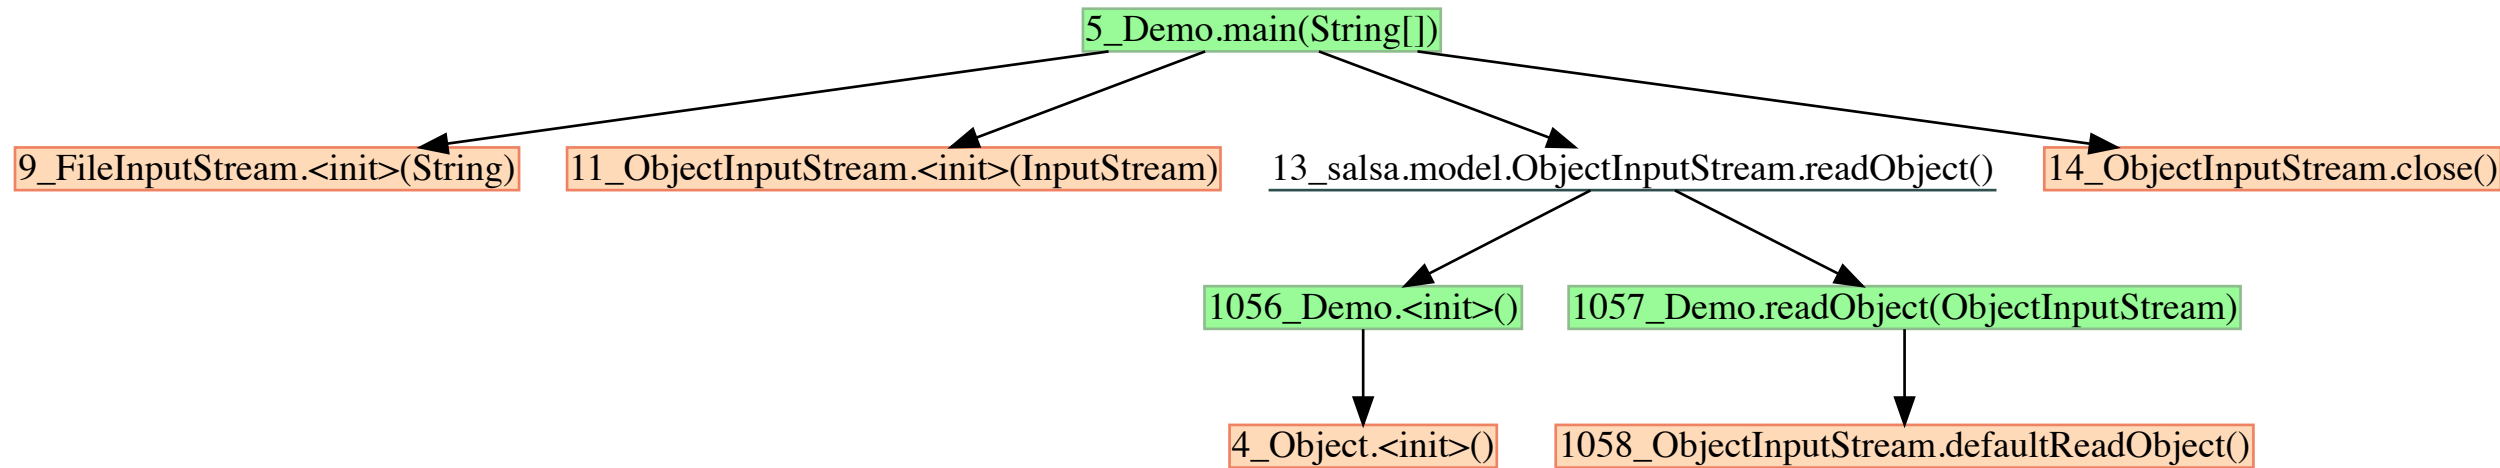 5_Demo.main(String[])
9_FileInputStream.<init>(String)
11_ObjectInputStream.<init>(InputStream)
13_salsa.model.ObjectInputStream.readObject()
14_ObjectInputStream.close()
1056_Demo.<init>()
1057_Demo.readObject(ObjectInputStream)
4_Object.<init>()
1058_ObjectInputStream.defaultReadObject()